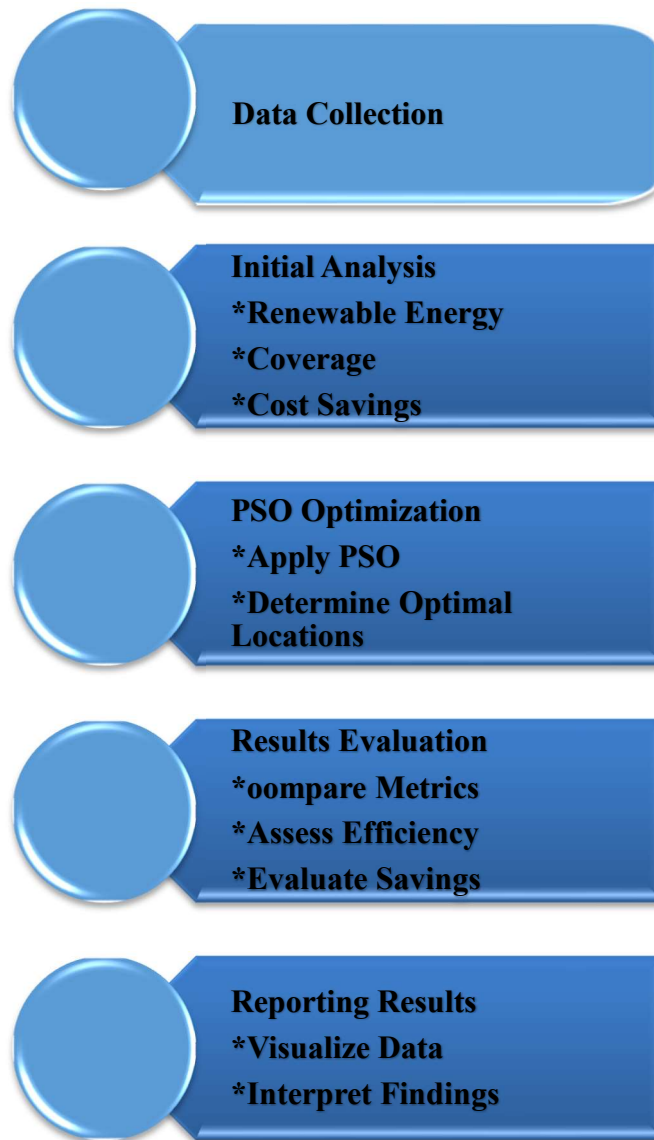 Data Collection
Initial Analysis
*Renewable Energy
*Coverage
*Cost Savings
PSO Optimization
*Apply PSO
*Determine Optimal
Locations
Results Evaluation
*oompare Metrics
*Assess Efficiency
*Evaluate Savings
Reporting Results
*Visualize Data
*Interpret Findings